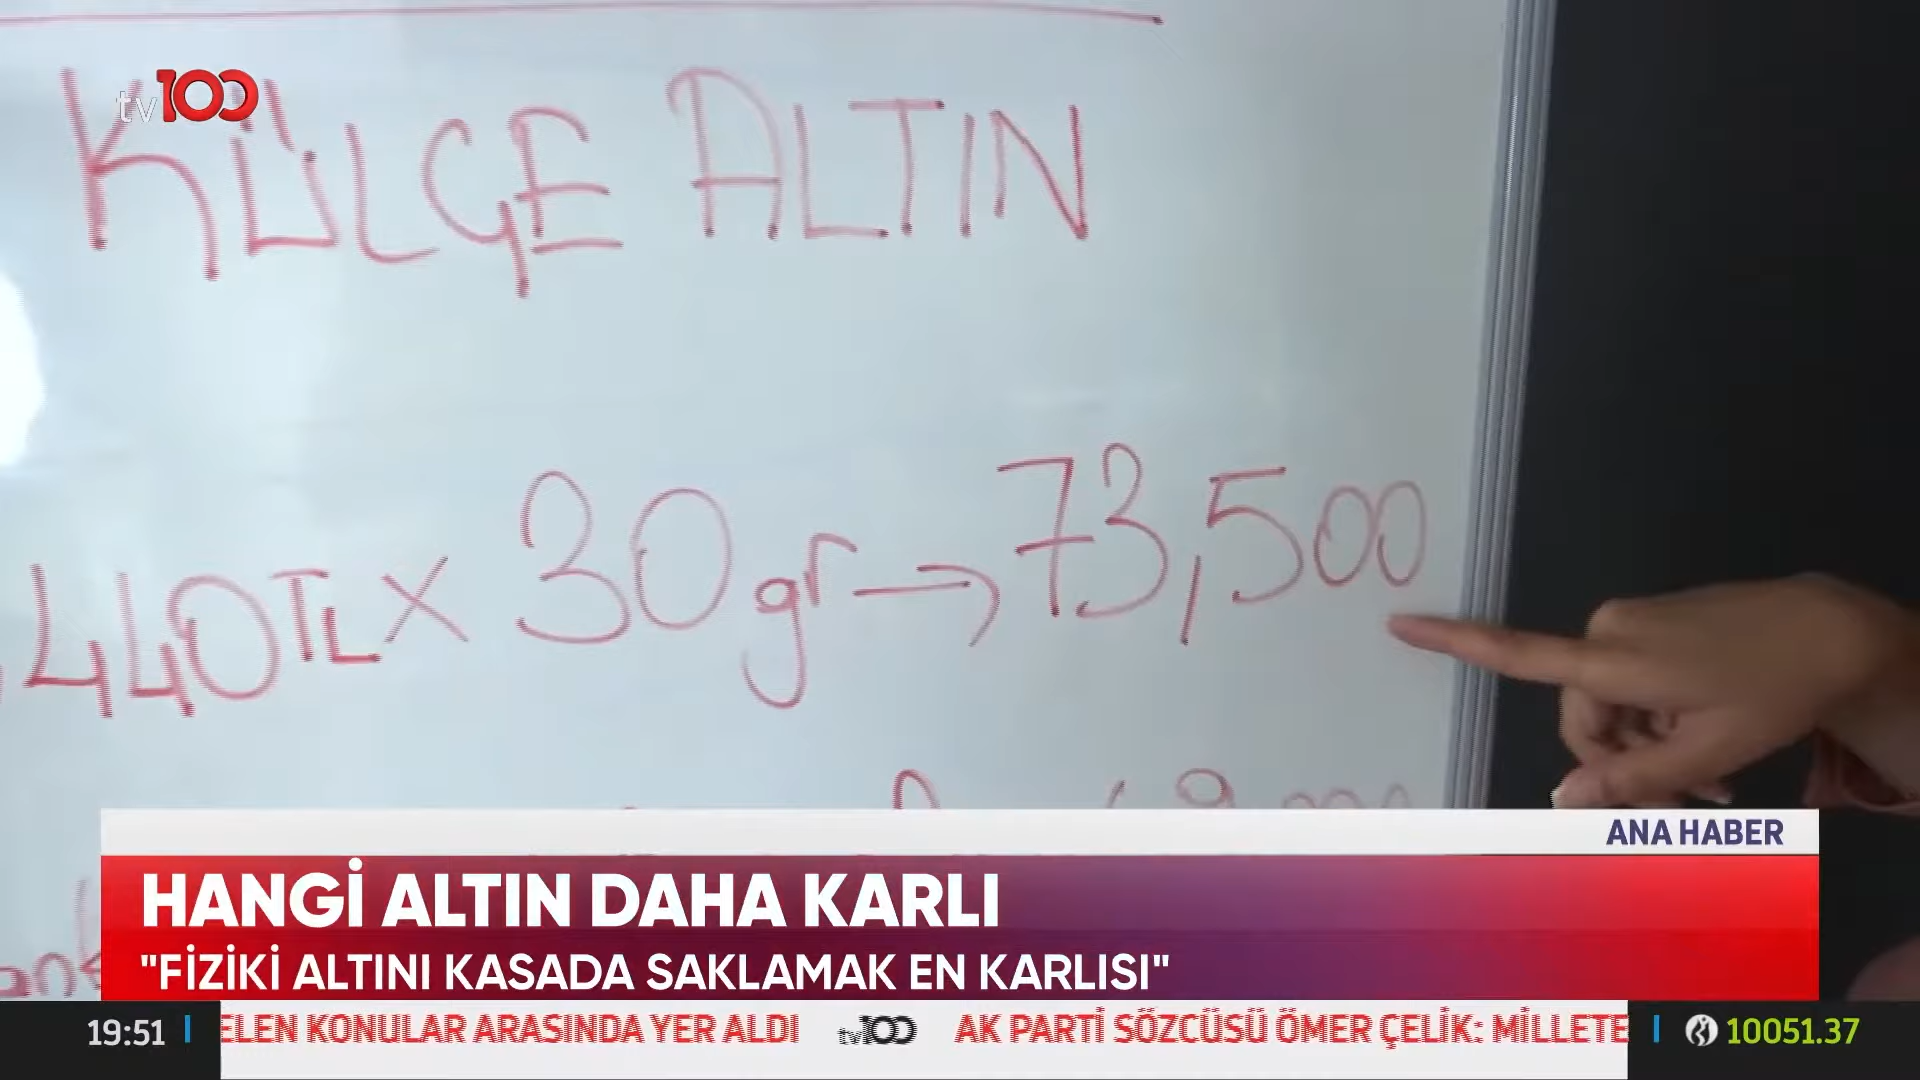 tv100
KÜLÇE ALTIN
,440TL x 30gr → 73,500
ANA HABER
HANGİ ALTIN DAHA KARLI
"FİZİKİ ALTINI KASADA SAKLAMAK EN KARLISI"
19:51 ELEN KONULAR ARASINDA YER ALDI tv100 AK PARTİ SÖZCÜSÜ ÖMER ÇELİK: MİLLETE 10051.37